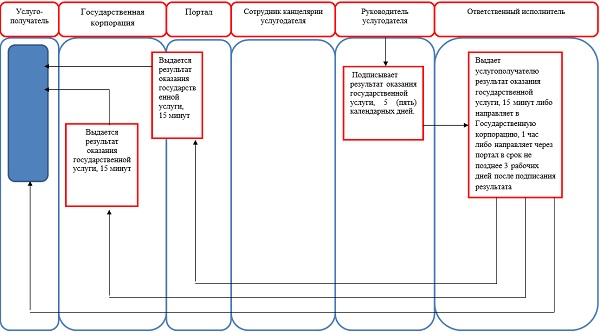 Услуго-
получатель
Государственная
корпорация
Портал
Сотрудник канцелярии
услугодателя
Руководитель
услугодателя
Ответственный исполнитель
Выдается
результат
оказания
государств
енной
услуги,
15 минут
Выдается
результат
оказания
государственной
услуги, 15 минут
Подписывает
результат оказания
государственной
услуги, 5 (пять)
календарных дней.
Выдает
услугополучателю
результат оказания
государственной
услуги, 15 минут либо
направляет в
Государственную
корпорацию, 1 час
либо направляет через
портал в срок не
позднее 3 рабочих
дней после подписания
результата